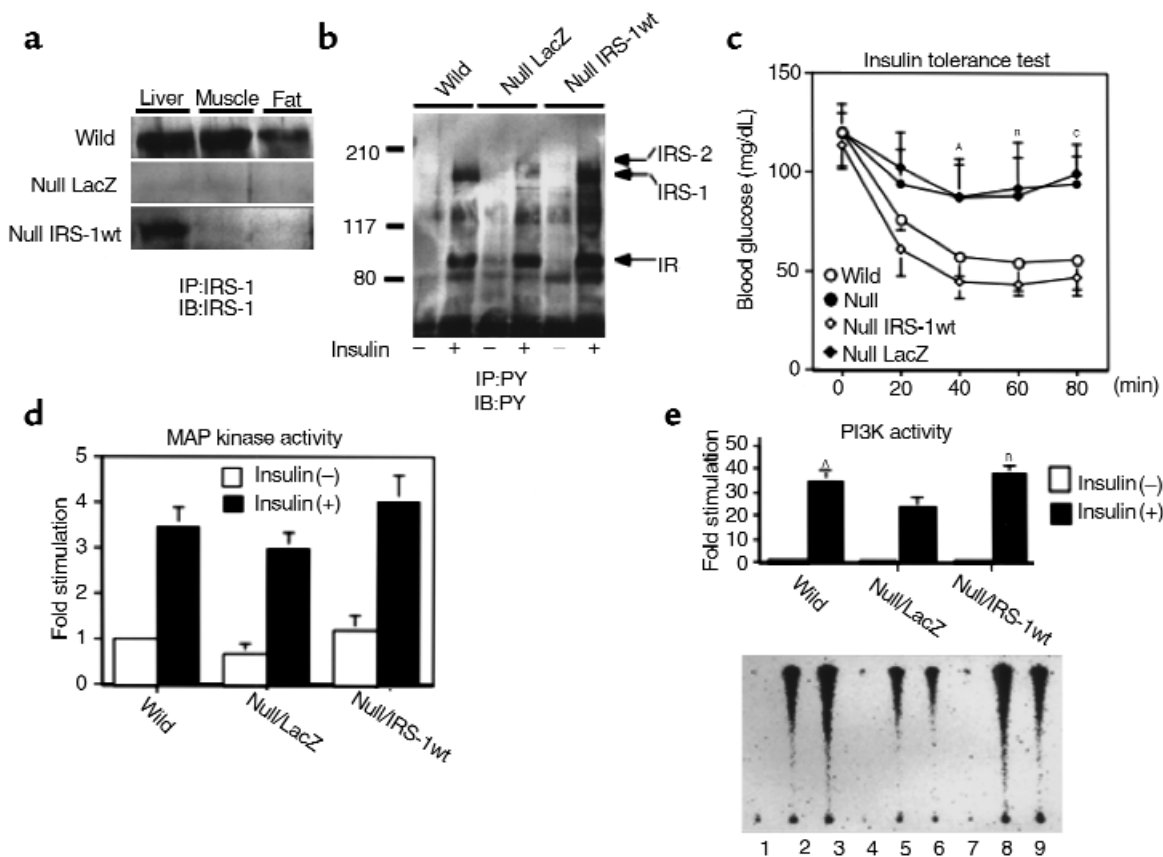 a
Liver Muscle Fat
Wild
Null LacZ
Null IRS-1wt
IP:IRS-1
IB:IRS-1
b
Wild
Null LacZ
Null IRS-1wt
210
117
80
IRS-2
IRS-1
IR
Insulin − + − + − +
IP:PY
IB:PY
c
Insulin tolerance test
Blood glucose (mg/dL)
150
100
50
0
A n c
Wild
Null
Null IRS-1wt
Null LacZ
0 20 40 60 80 (min)
d
MAP kinase activity
Fold stimulation
5
4
3
2
1
0
Insulin (−)
Insulin (+)
Wild
Null/LacZ
Null/IRS-1wt
e
PI3K activity
Fold stimulation
50
40
30
20
10
0
A n
Insulin (−)
Insulin (+)
Wild
Null/LacZ
Null/IRS-1wt
1 2 3 4 5 6 7 8 9